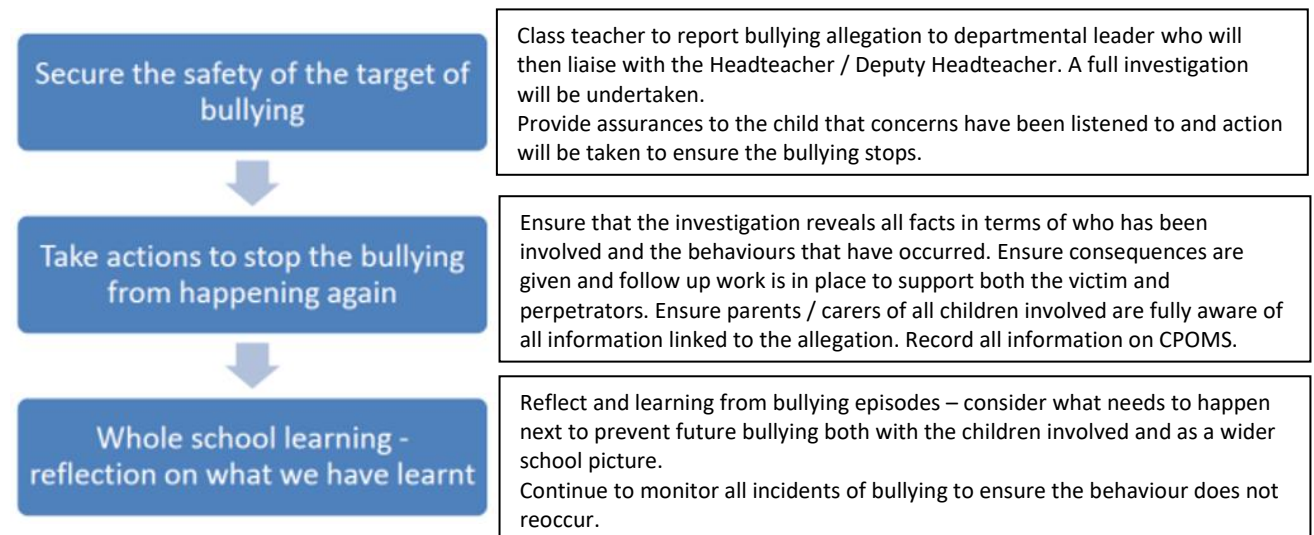 Secure the safety of the target of
bullying
Class teacher to report bullying allegation to departmental leader who will
then liaise with the Headteacher / Deputy Headteacher. A full investigation
will be undertaken.
Provide assurances to the child that concerns have been listened to and action
will be taken to ensure the bullying stops.
Take actions to stop the bullying
from happening again
Ensure that the investigation reveals all facts in terms of who has been
involved and the behaviours that have occurred. Ensure consequences are
given and follow up work is in place to support both the victim and
perpetrators. Ensure parents / carers of all children involved are fully aware of
all information linked to the allegation. Record all information on CPOMS.
Whole school learning -
reflection on what we have learnt
Reflect and learning from bullying episodes – consider what needs to happen
next to prevent future bullying both with the children involved and as a wider
school picture.
Continue to monitor all incidents of bullying to ensure the behaviour does not
reoccur.